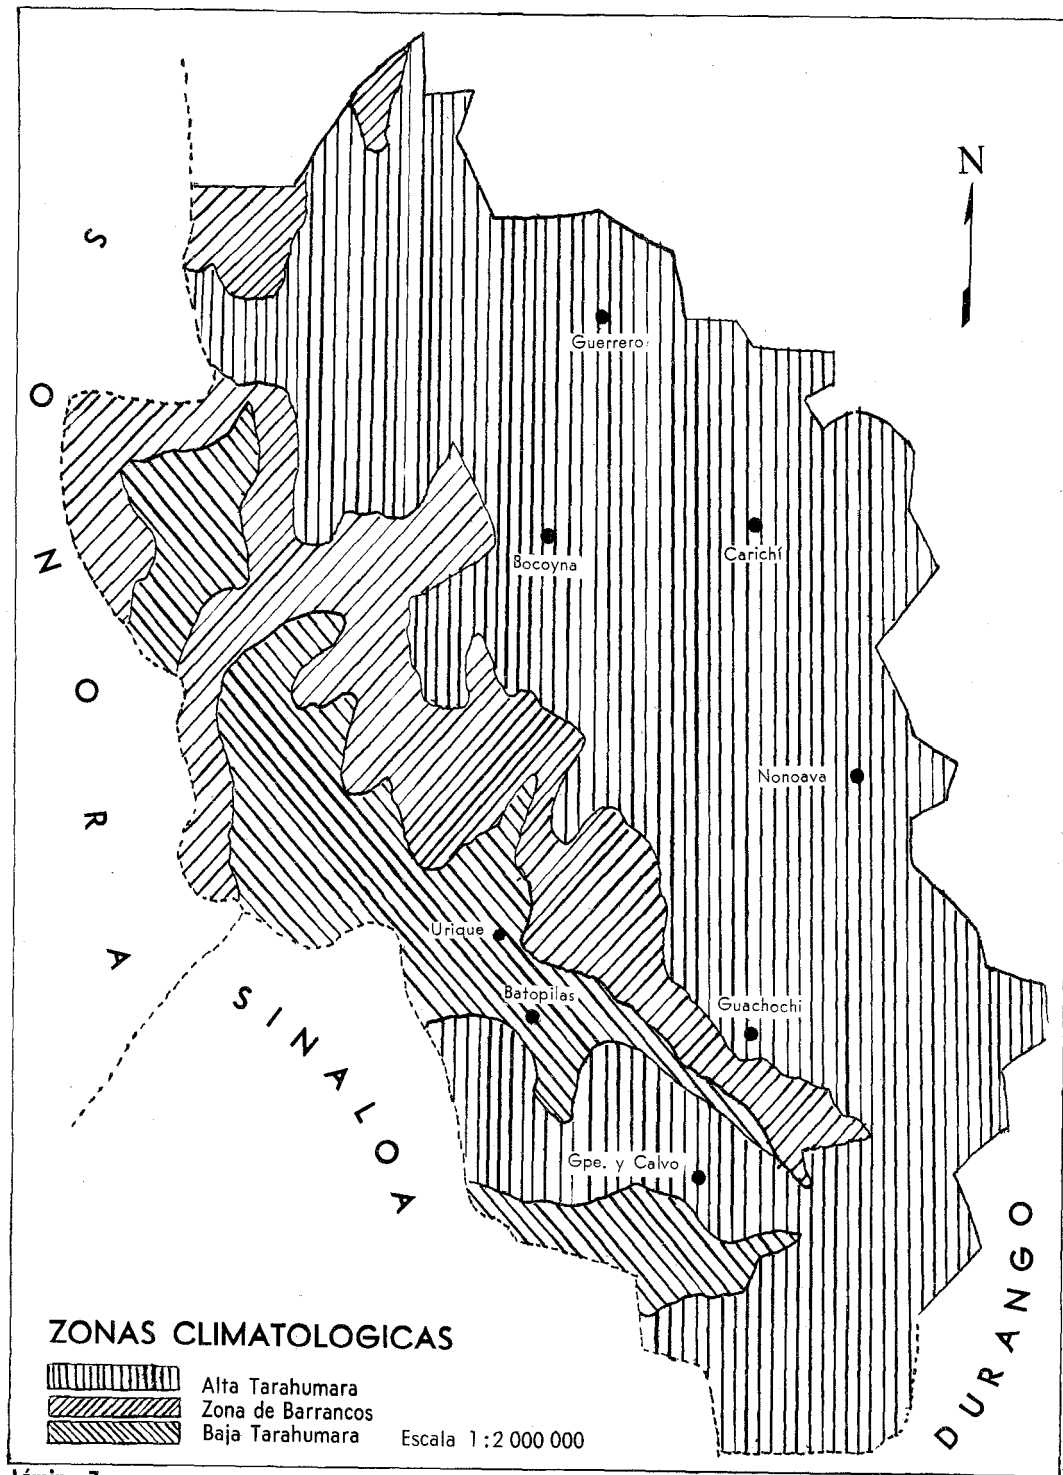 N
SONORA
Guerrero
Bocoyna
Carichí
Nonoava
Urique
Batopilas
Guachochi
SINALOA
Gpe. y Calvo
DURANGO
ZONAS CLIMATOLOGICAS
Alta Tarahumara
Zona de Barrancos
Baja Tarahumara
Escala 1:2 000 000